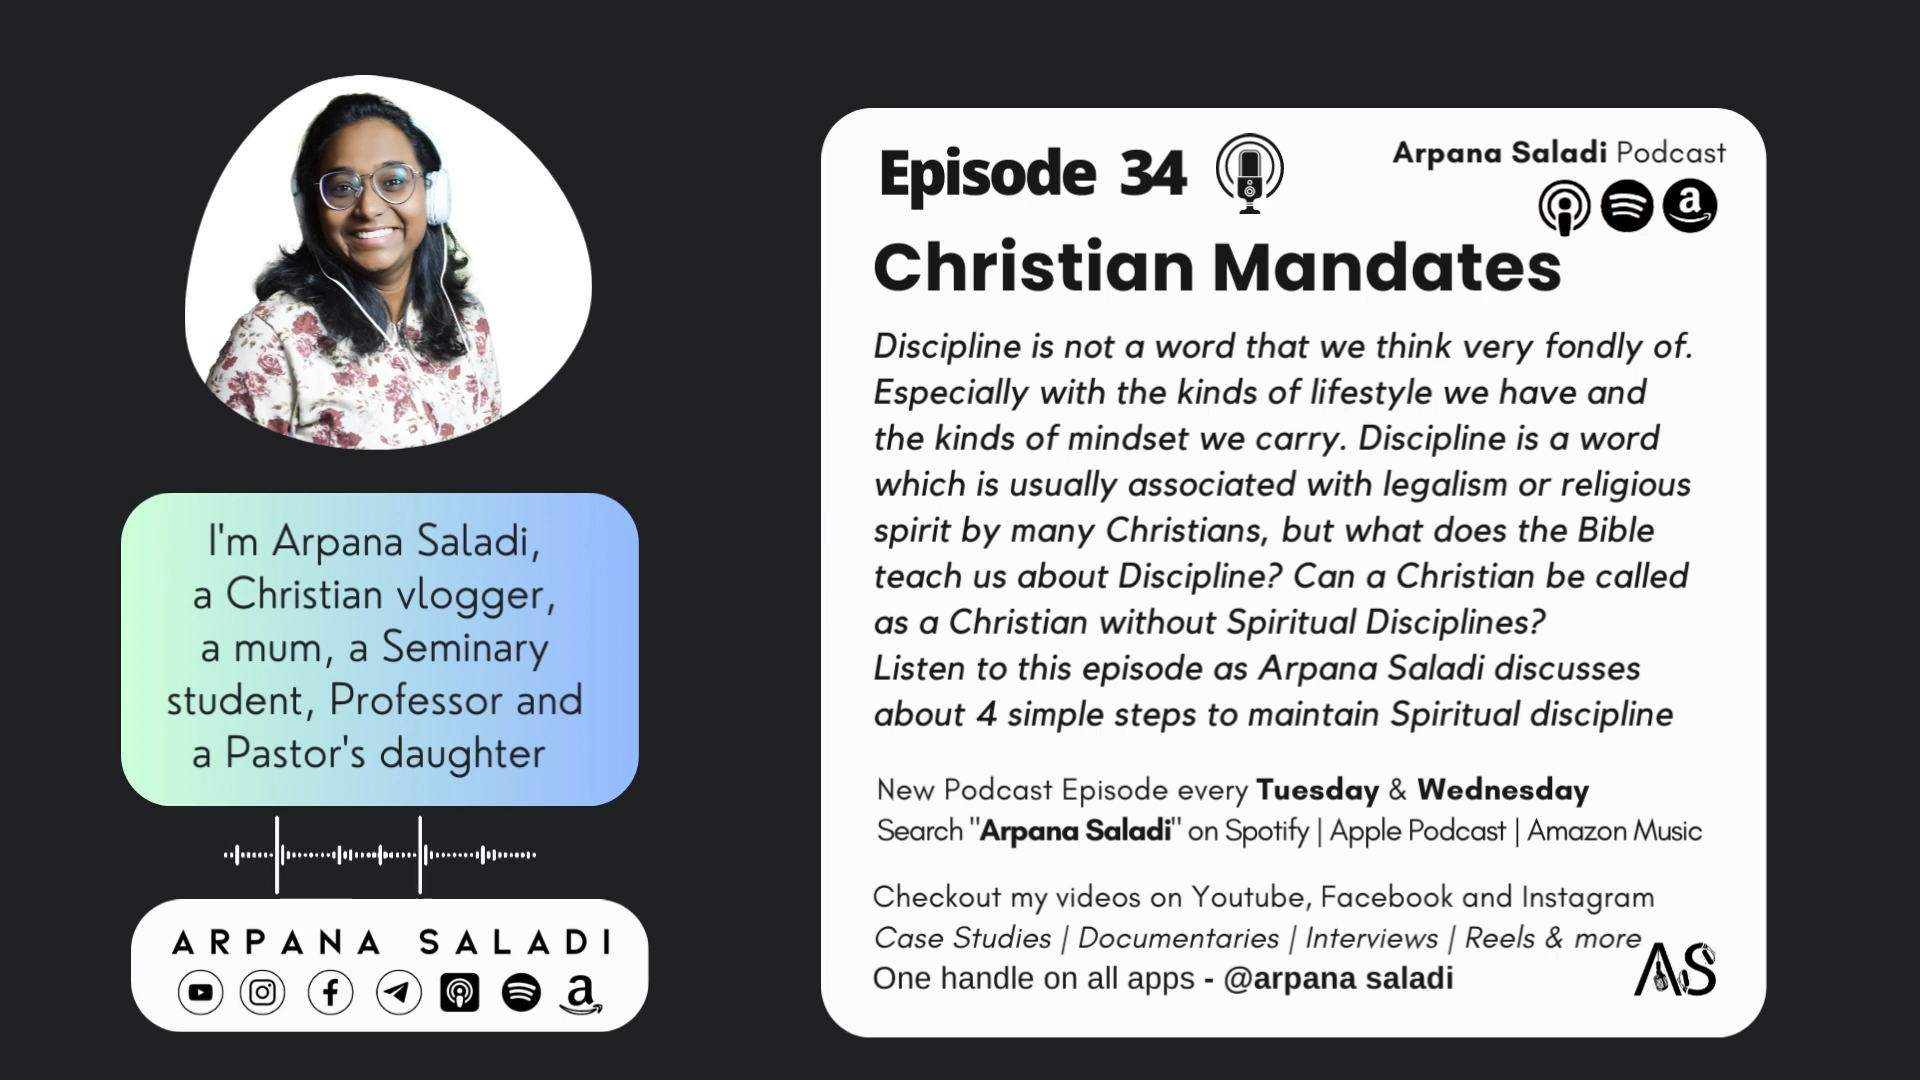 I'm Arpana Saladi,
a Christian vlogger,
a mum, a Seminary
student, Professor and
a Pastor's daughter
ARPANA SALADI
Episode 34
Arpana Saladi Podcast
Christian Mandates
Discipline is not a word that we think very fondly of.
Especially with the kinds of lifestyle we have and
the kinds of mindset we carry. Discipline is a word
which is usually associated with legalism or religious
spirit by many Christians, but what does the Bible
teach us about Discipline? Can a Christian be called
as a Christian without Spiritual Disciplines?
Listen to this episode as Arpana Saladi discusses
about 4 simple steps to maintain Spiritual discipline
New Podcast Episode every Tuesday & Wednesday
Search "Arpana Saladi" on Spotify | Apple Podcast | Amazon Music
Checkout my videos on Youtube, Facebook and Instagram
Case Studies | Documentaries | Interviews | Reels & more
One handle on all apps - @arpana saladi
AS